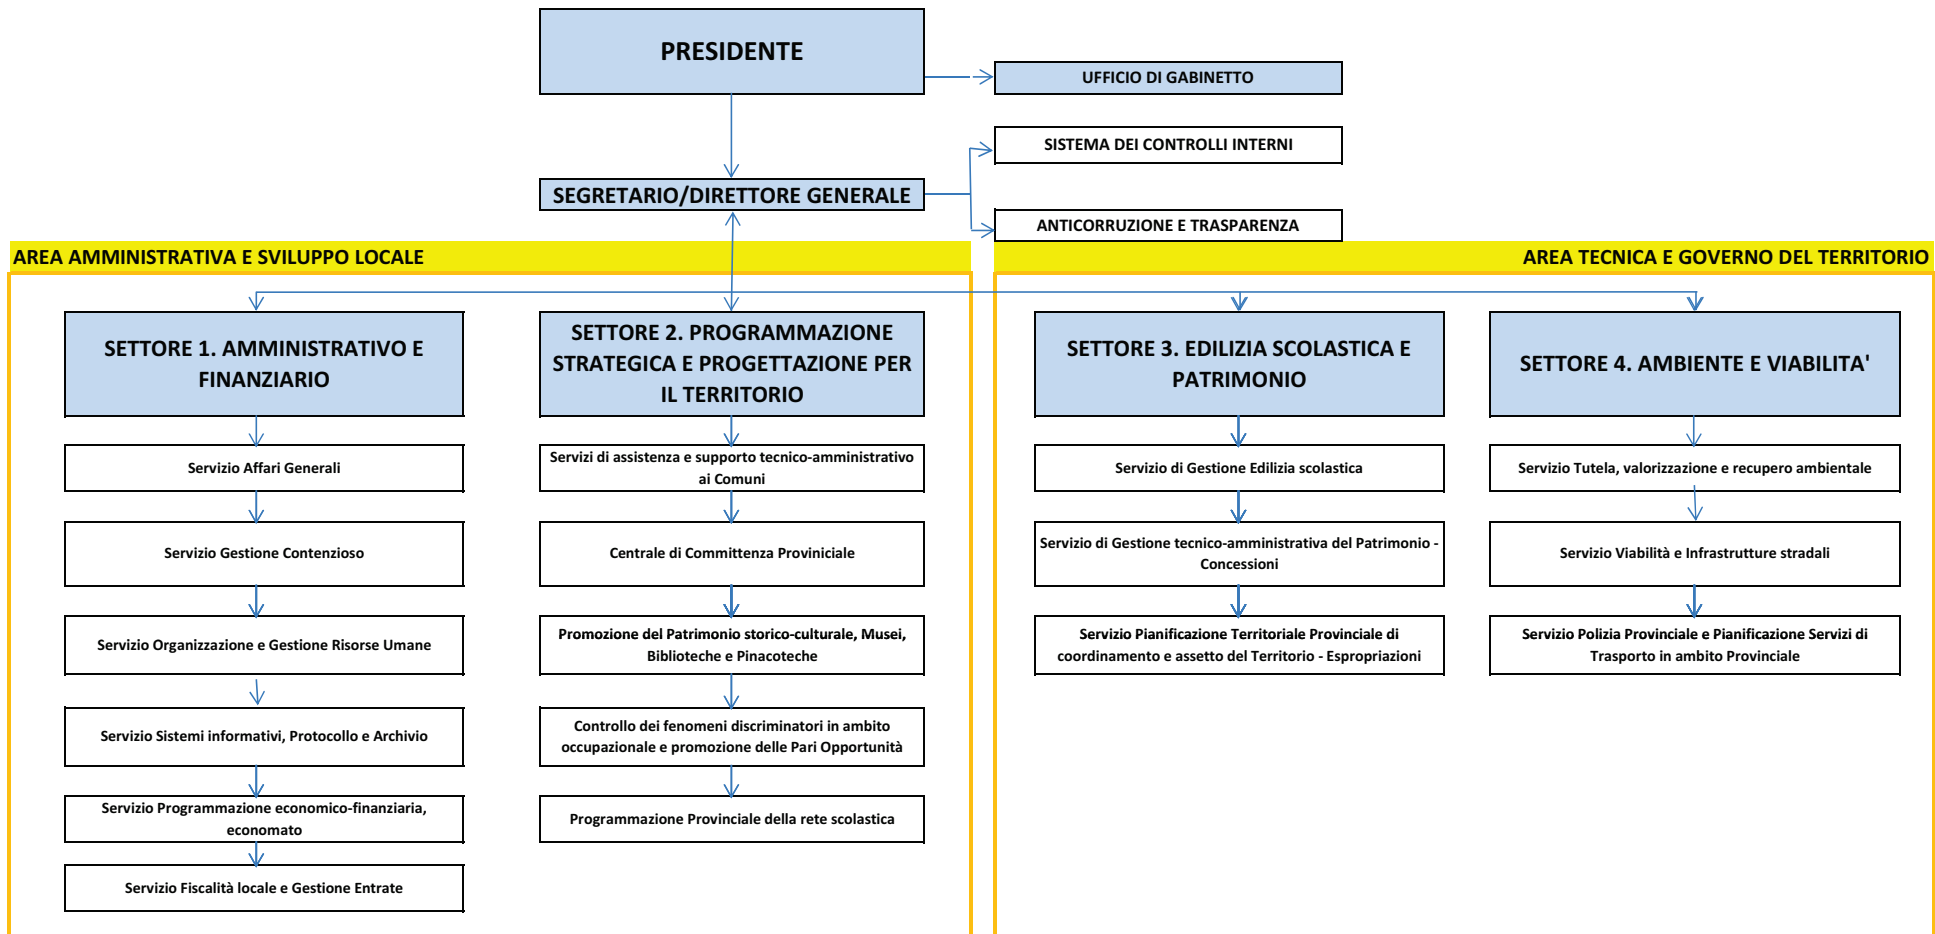 PRESIDENTE
UFFICIO DI GABINETTO
SISTEMA DEI CONTROLLI INTERNI
SEGRETARIO/DIRETTORE GENERALE
ANTICORRUZIONE E TRASPARENZA
AREA AMMINISTRATIVA E SVILUPPO LOCALE
AREA TECNICA E GOVERNO DEL TERRITORIO
SETTORE 1. AMMINISTRATIVO E
FINANZIARIO
Servizio Affari Generali
Servizio Gestione Contenzioso
Servizio Organizzazione e Gestione Risorse Umane
Servizio Sistemi informativi, Protocollo e Archivio
Servizio Programmazione economico-finanziaria,
economato
Servizio Fiscalità locale e Gestione Entrate
SETTORE 2. PROGRAMMAZIONE
STRATEGICA E PROGETTAZIONE PER
IL TERRITORIO
Servizi di assistenza e supporto tecnico-amministrativo
ai Comuni
Centrale di Committenza Proviniciale
Promozione del Patrimonio storico-culturale, Musei,
Biblioteche e Pinacoteche
Controllo dei fenomeni discriminatori in ambito
occupazionale e promozione delle Pari Opportunità
Programmazione Provinciale della rete scolastica
SETTORE 3. EDILIZIA SCOLASTICA E
PATRIMONIO
Servizio di Gestione Edilizia scolastica
Servizio di Gestione tecnico-amministrativa del Patrimonio -
Concessioni
Servizio Pianificazione Territoriale Provinciale di
coordinamento e assetto del Territorio - Espropriazioni
SETTORE 4. AMBIENTE E VIABILITA'
Servizio Tutela, valorizzazione e recupero ambientale
Servizio Viabilità e Infrastrutture stradali
Servizio Polizia Provinciale e Pianificazione Servizi di
Trasporto in ambito Provinciale